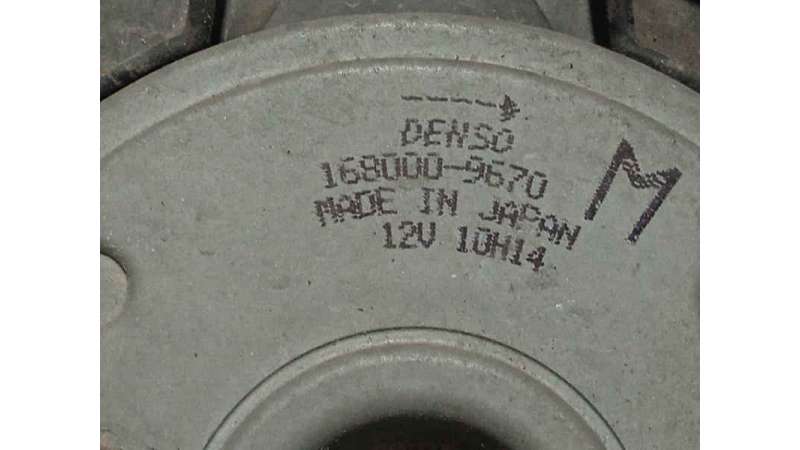 DENSO
168000-9670
MADE IN JAPAN
12V 10H14
M